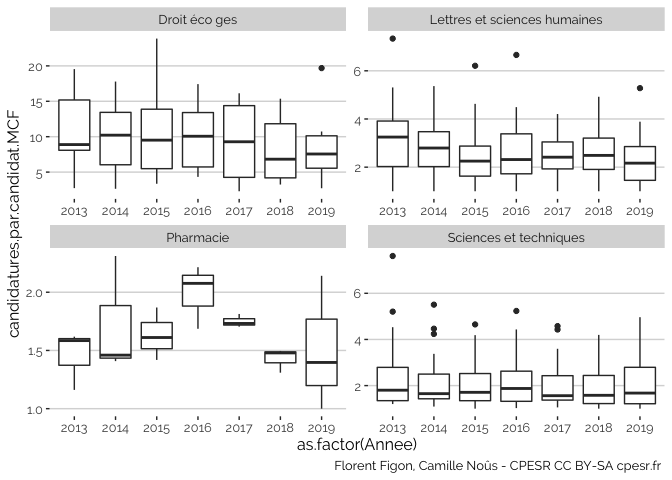 Droit éco ges
Lettres et sciences humaines
20
15
10
5
6
4
2
2013 2014 2015 2016 2017 2018 2019
2013 2014 2015 2016 2017 2018 2019
candidatures.par.candidat.MCF
Pharmacie
Sciences et techniques
2.0
1.5
1.0
6
4
2
2013 2014 2015 2016 2017 2018 2019
2013 2014 2015 2016 2017 2018 2019
as.factor(Annee)
Florent Figon, Camille Noûs - CPESR CC BY-SA cpesr.fr